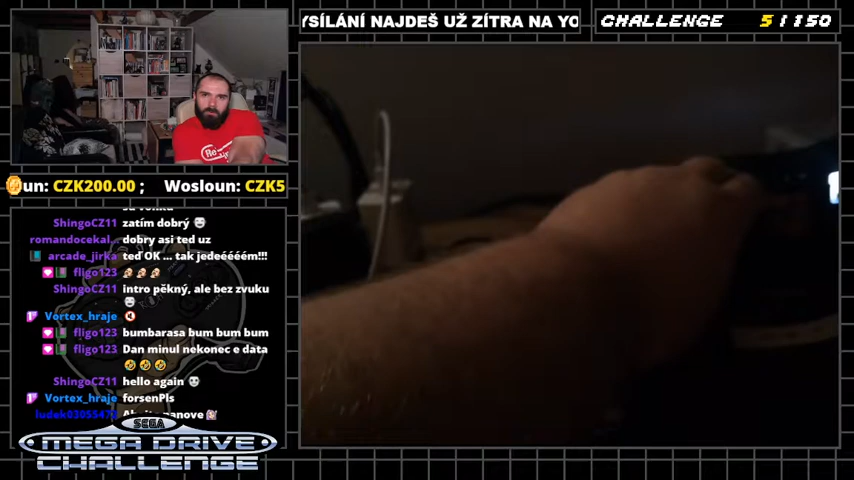 YSÍLÁNÍ NAJDEŠ UŽ ZÍTRA NA YO
CHALLENGE 5/150
un: CZK200.00 ; Wosloun: CZK5
ShingoCZ11 zatím dobrý
romandocekal.. dobry asi ted uz
arcade_jirka teď OK ... tak jedeéééém!!!
fligo123
ShingoCZ11 intro pěkný, ale bez zvuku
Vortex_hraje
fligo123 bumbarasa bum bum bum
fligo123 Dan minul nekonec e data
ShingoCZ11 hello again
Vortex_hraje forsenPls
panove
SEGA
MEGA DRIVE
CHALLENGE